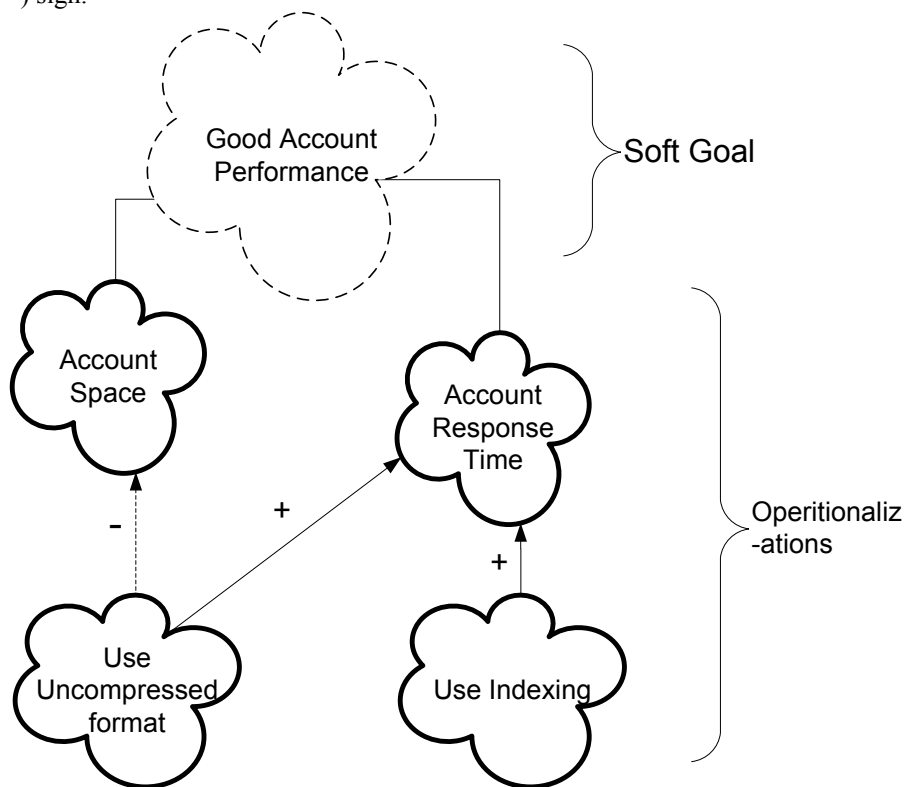 ) sign.
Good Account
Performance
Soft Goal
Account
Space
Account
Response
Time
-
+
+
Operitionaliz
-ations
Use
Uncompressed
format
Use Indexing